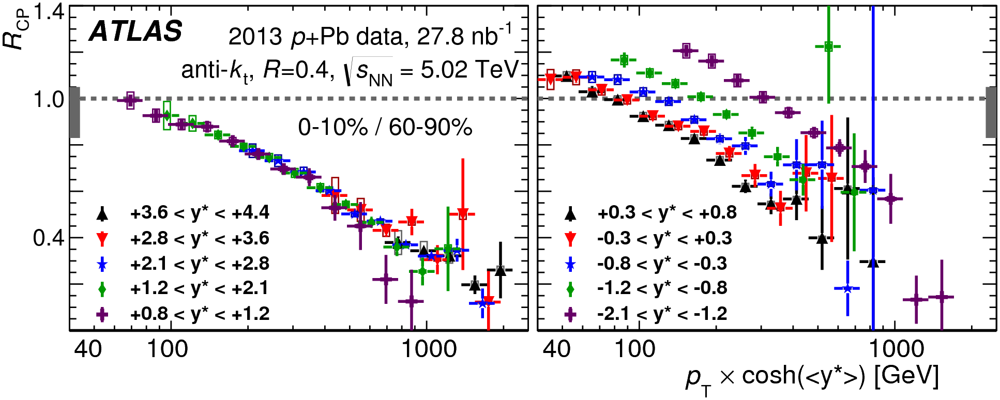 R_CP
1.4
1.0
0.4
ATLAS
2013 p+Pb data, 27.8 nb⁻¹
anti-k_t, R=0.4, √s_NN = 5.02 TeV
0-10% / 60-90%
+3.6 < y* < +4.4
+2.8 < y* < +3.6
+2.1 < y* < +2.8
+1.2 < y* < +2.1
+0.8 < y* < +1.2
40 100 1000
+0.3 < y* < +0.8
-0.3 < y* < +0.3
-0.8 < y* < -0.3
-1.2 < y* < -0.8
-2.1 < y* < -1.2
40 100 1000
p_T × cosh(<y*>) [GeV]